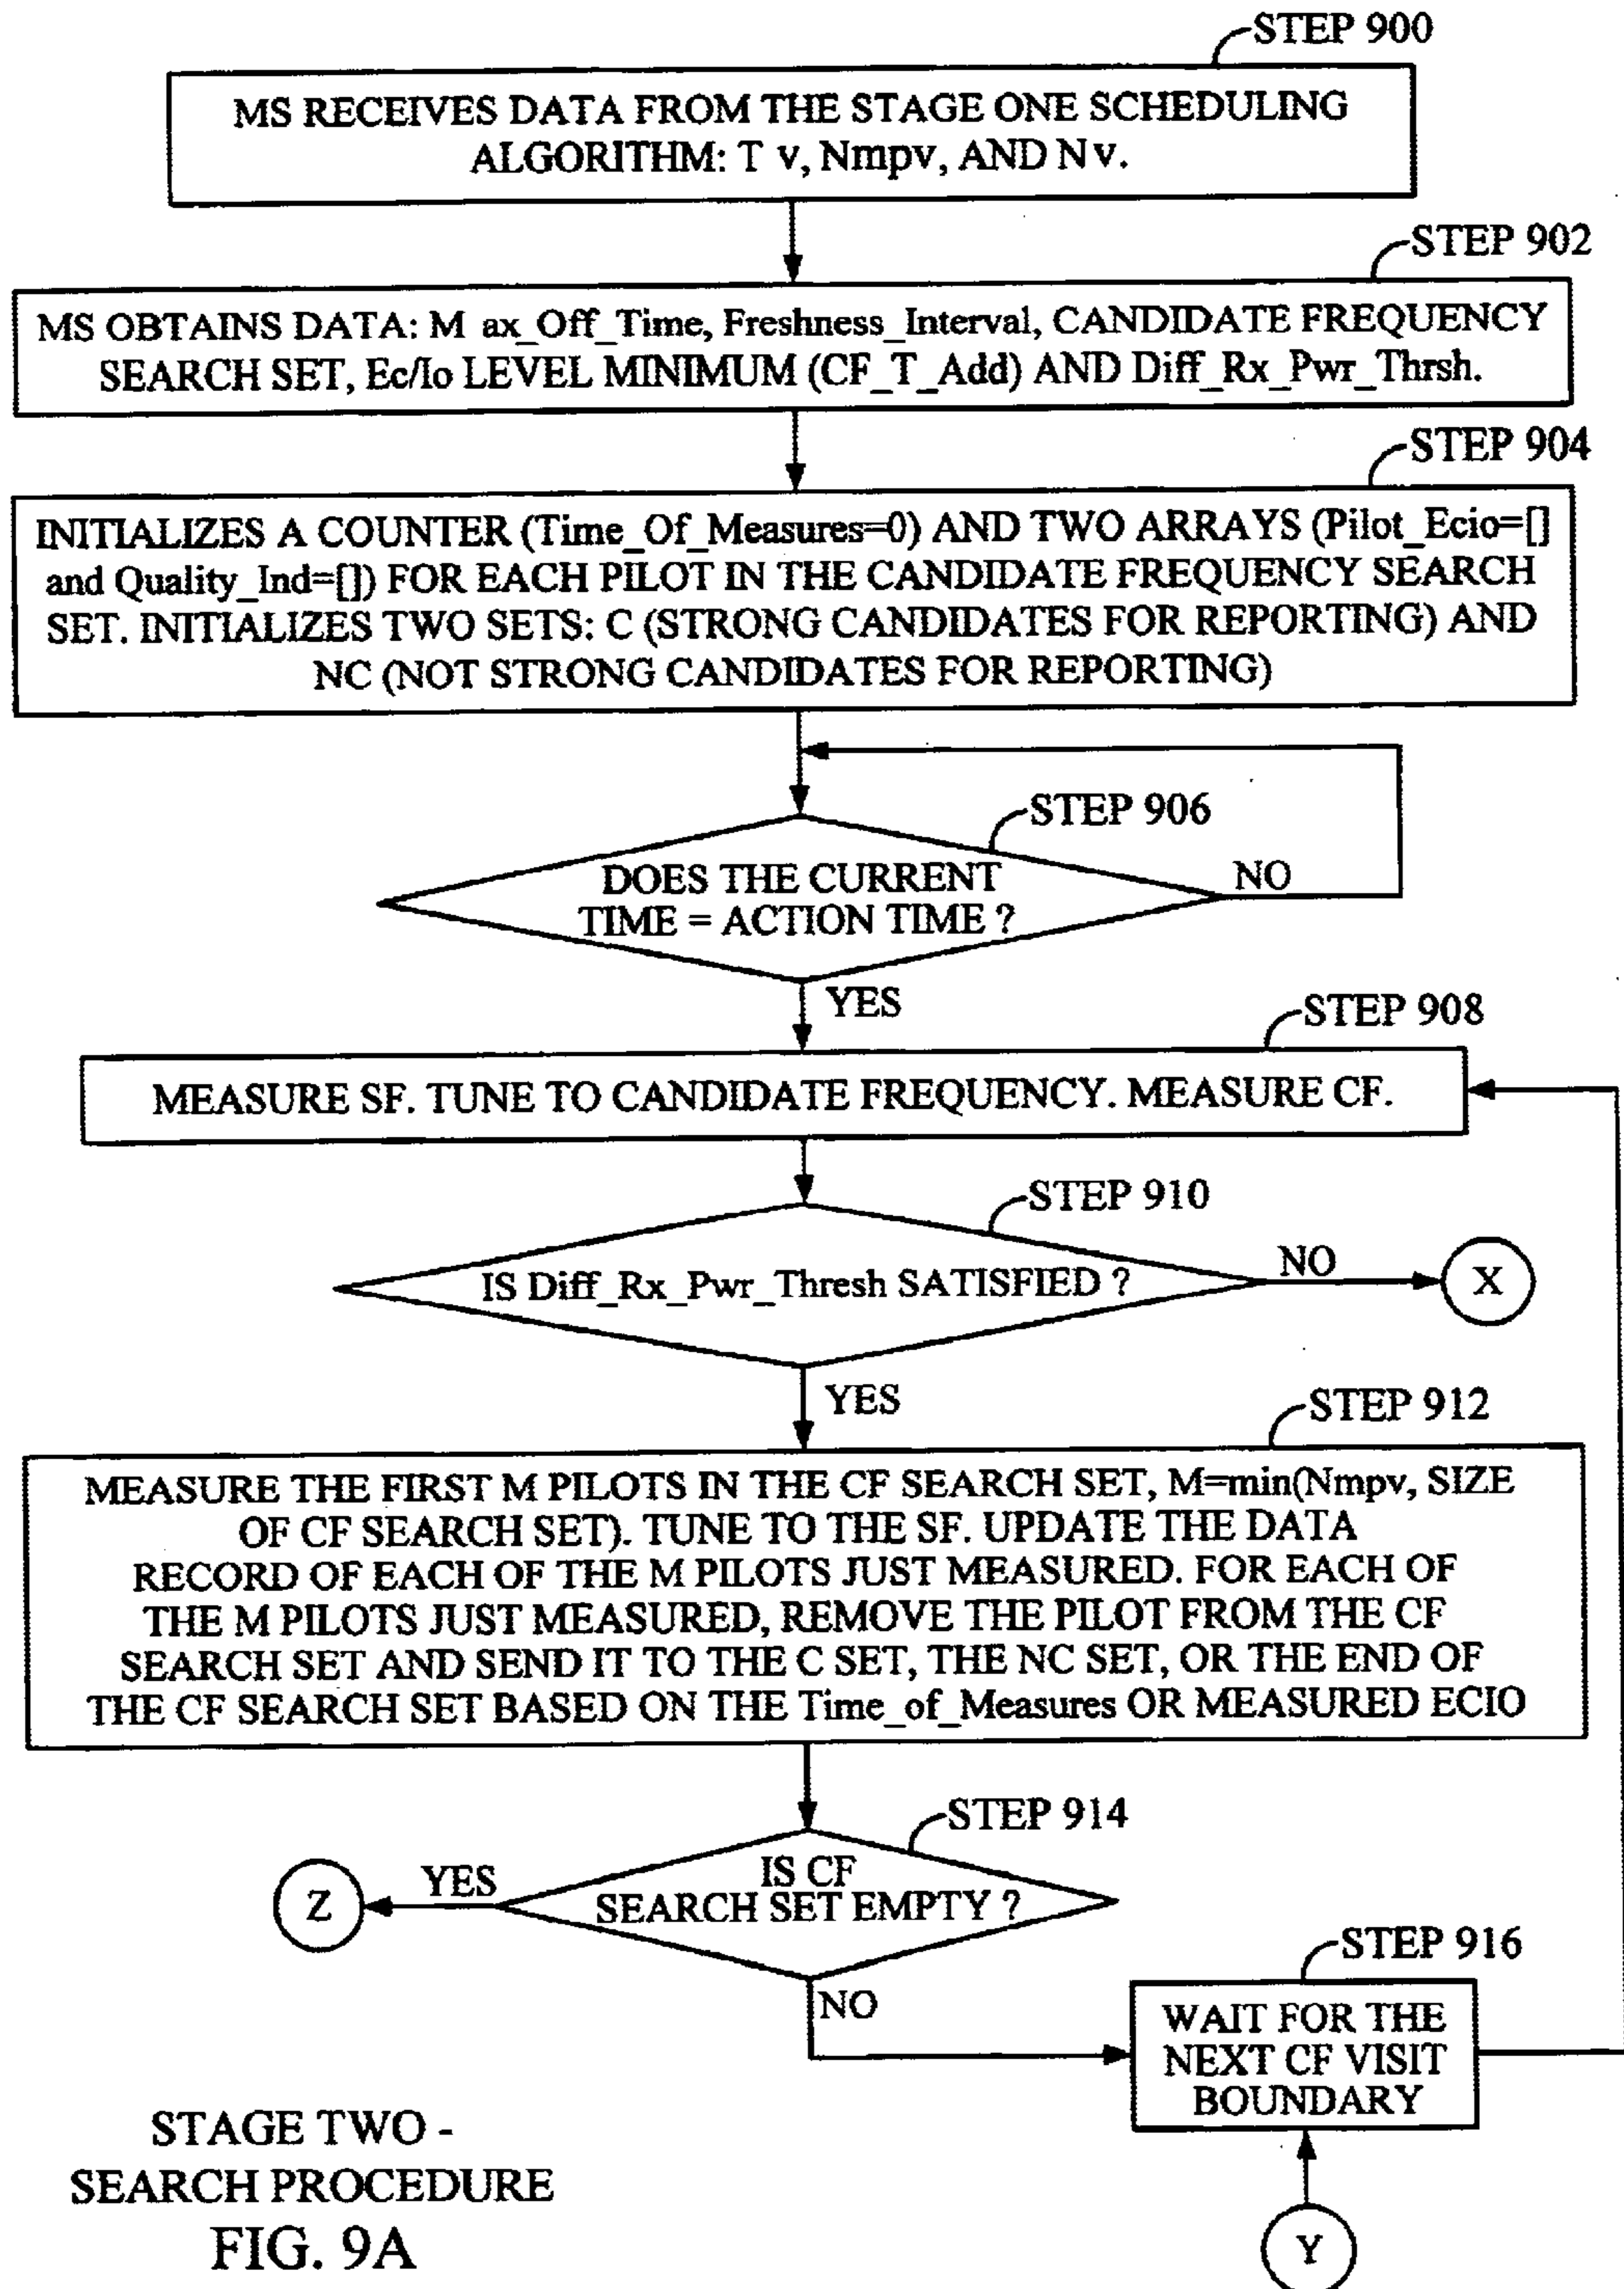 STEP 900
MS RECEIVES DATA FROM THE STAGE ONE SCHEDULING
ALGORITHM: T v, Nmpv, AND Nv.
STEP 902
MS OBTAINS DATA: M ax_Off_Time, Freshness_Interval, CANDIDATE FREQUENCY
SEARCH SET, Ec/Io LEVEL MINIMUM (CF_T_Add) AND Diff_Rx_Pwr_Thrsh.
STEP 904
INITIALIZES A COUNTER (Time_Of_Measures=0) AND TWO ARRAYS (Pilot_Ecio=[]
and Quality_Ind=[]) FOR EACH PILOT IN THE CANDIDATE FREQUENCY SEARCH
SET. INITIALIZES TWO SETS: C (STRONG CANDIDATES FOR REPORTING) AND
NC (NOT STRONG CANDIDATES FOR REPORTING)
STEP 906
DOES THE CURRENT
TIME = ACTION TIME ?
NO
YES
STEP 908
MEASURE SF. TUNE TO CANDIDATE FREQUENCY. MEASURE CF.
STEP 910
IS Diff_Rx_Pwr_Thresh SATISFIED ?
NO
X
YES
STEP 912
MEASURE THE FIRST M PILOTS IN THE CF SEARCH SET, M=min(Nmpv, SIZE
OF CF SEARCH SET). TUNE TO THE SF. UPDATE THE DATA
RECORD OF EACH OF THE M PILOTS JUST MEASURED. FOR EACH OF
THE M PILOTS JUST MEASURED, REMOVE THE PILOT FROM THE CF
SEARCH SET AND SEND IT TO THE C SET, THE NC SET, OR THE END OF
THE CF SEARCH SET BASED ON THE Time_of_Measures OR MEASURED ECIO
STEP 914
IS CF
SEARCH SET EMPTY ?
YES
Z
NO
STEP 916
WAIT FOR THE
NEXT CF VISIT
BOUNDARY
Y
STAGE TWO -
SEARCH PROCEDURE
FIG. 9A